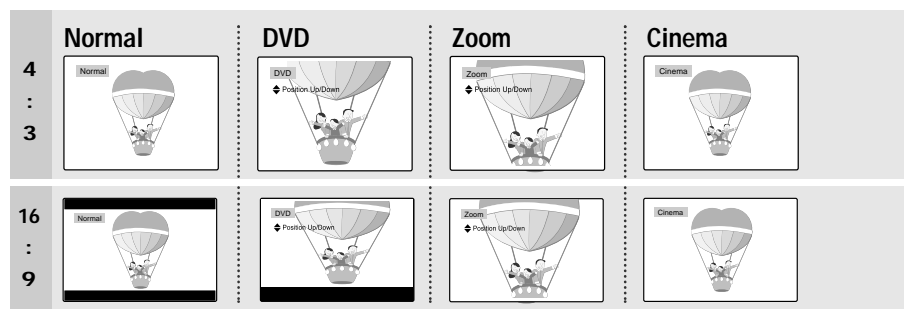 Normal DVD Zoom Cinema
4
:
3
Normal
DVD
Position Up/Down
Zoom
Position Up/Down
Cinema
16
:
9
Normal
DVD
Position Up/Down
Zoom
Position Up/Down
Cinema